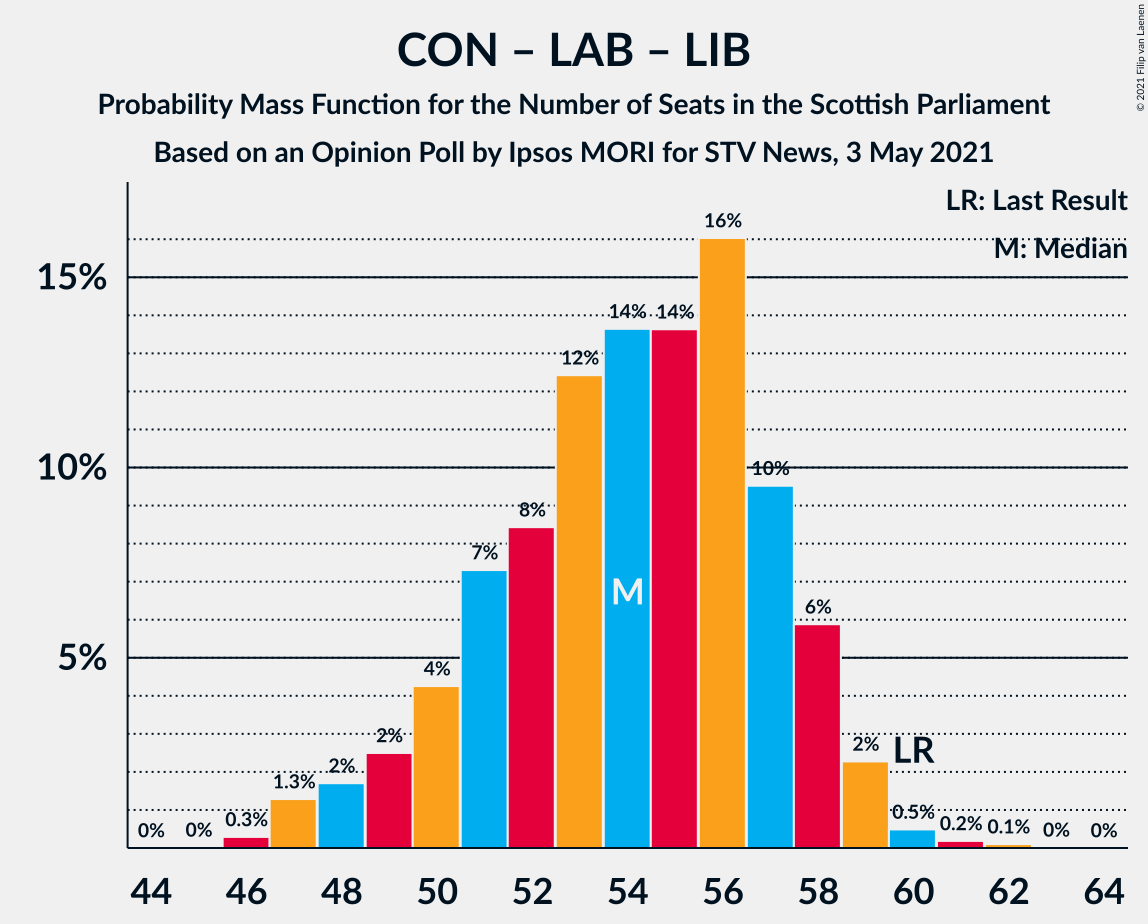 CON – LAB – LIB
Probability Mass Function for the Number of Seats in the Scottish Parliament
Based on an Opinion Poll by Ipsos MORI for STV News, 3 May 2021
© 2021 Filip van Laenen
LR: Last Result
M: Median
15%
10%
5%
0%
0%
0.3%
1.3%
2%
2%
4%
7%
8%
12%
14%
14%
16%
10%
6%
2%
0.5%
0.2%
0.1%
0%
0%
M
LR
44 46 48 50 52 54 56 58 60 62 64